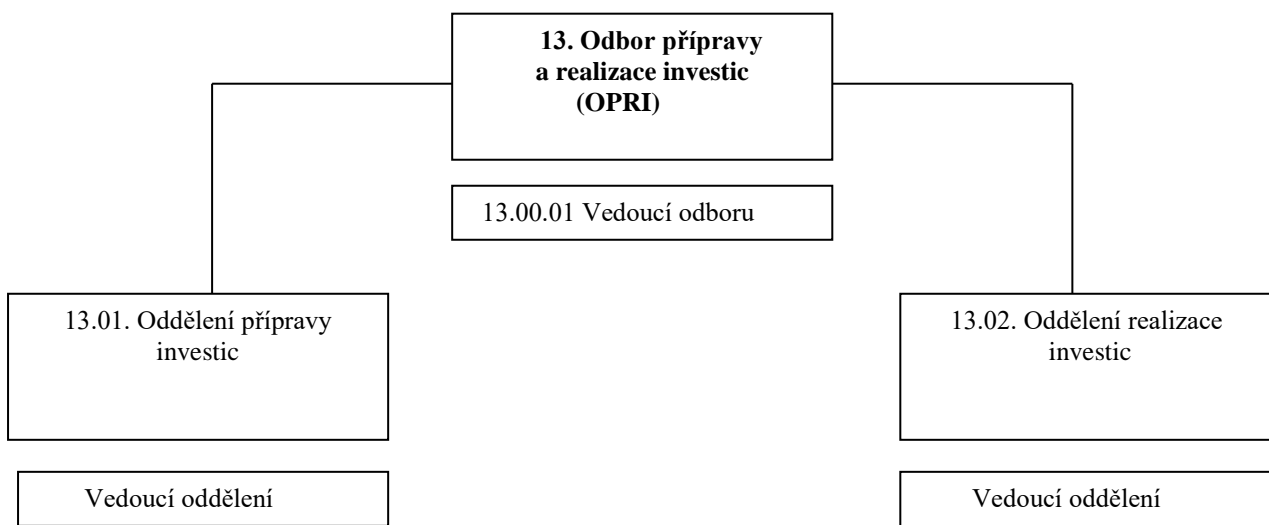 13. Odbor přípravy
a realizace investic
(OPRI)
13.00.01 Vedoucí odboru
13.01. Oddělení přípravy
investic
13.02. Oddělení realizace
investic
Vedoucí oddělení
Vedoucí oddělení